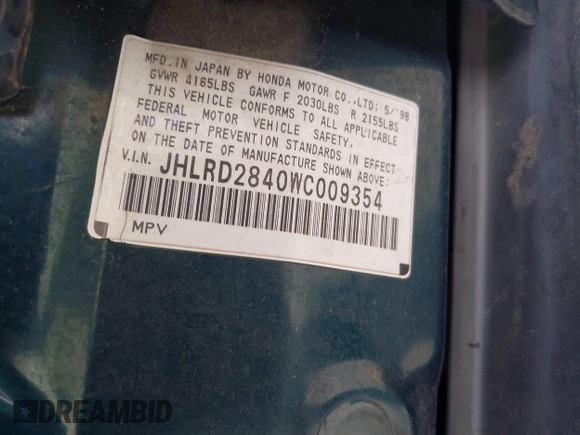 MFD. IN JAPAN BY HONDA MOTOR CO., LTD: 5/'98
GVWR 4165LBS GAWR F 2030LBS R 2155LBS
THIS VEHICLE CONFORMS TO ALL APPLICABLE
FEDERAL MOTOR VEHICLE SAFETY,
AND THEFT PREVENTION STANDARDS IN EFFECT
ON THE DATE OF MANUFACTURE SHOWN ABOVE:
V.I.N. JHLRD2840WC009354
MPV
DREAMBID